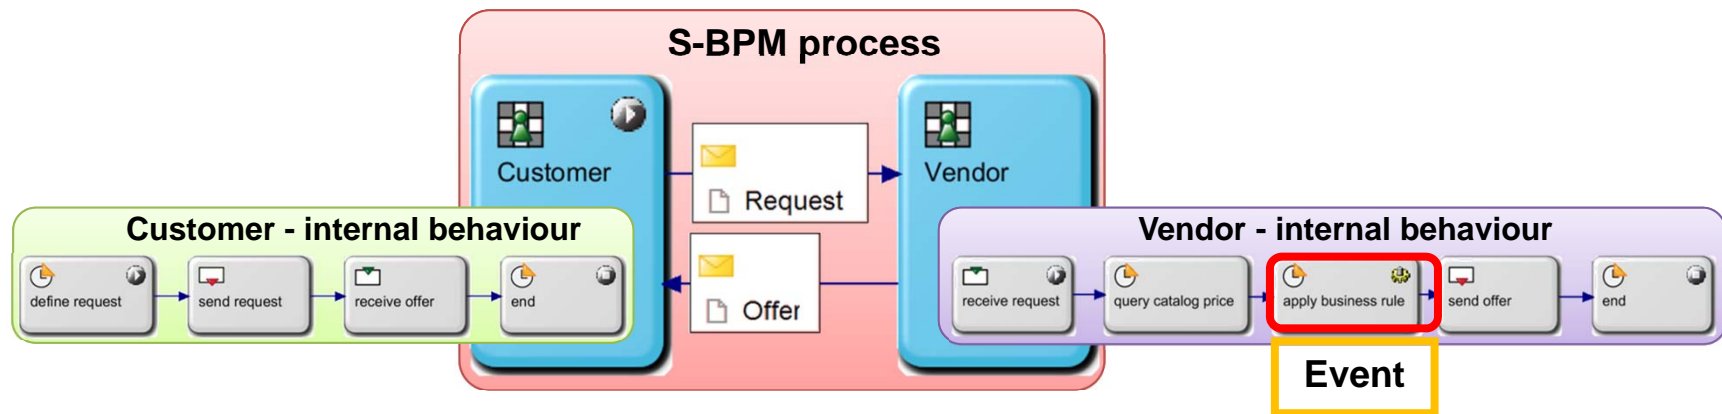 S-BPM process
Customer
Vendor
Request
Offer
Customer - internal behaviour
define request
send request
receive offer
end
Vendor - internal behaviour
receive request
query catalog price
apply business rule
send offer
end
Event